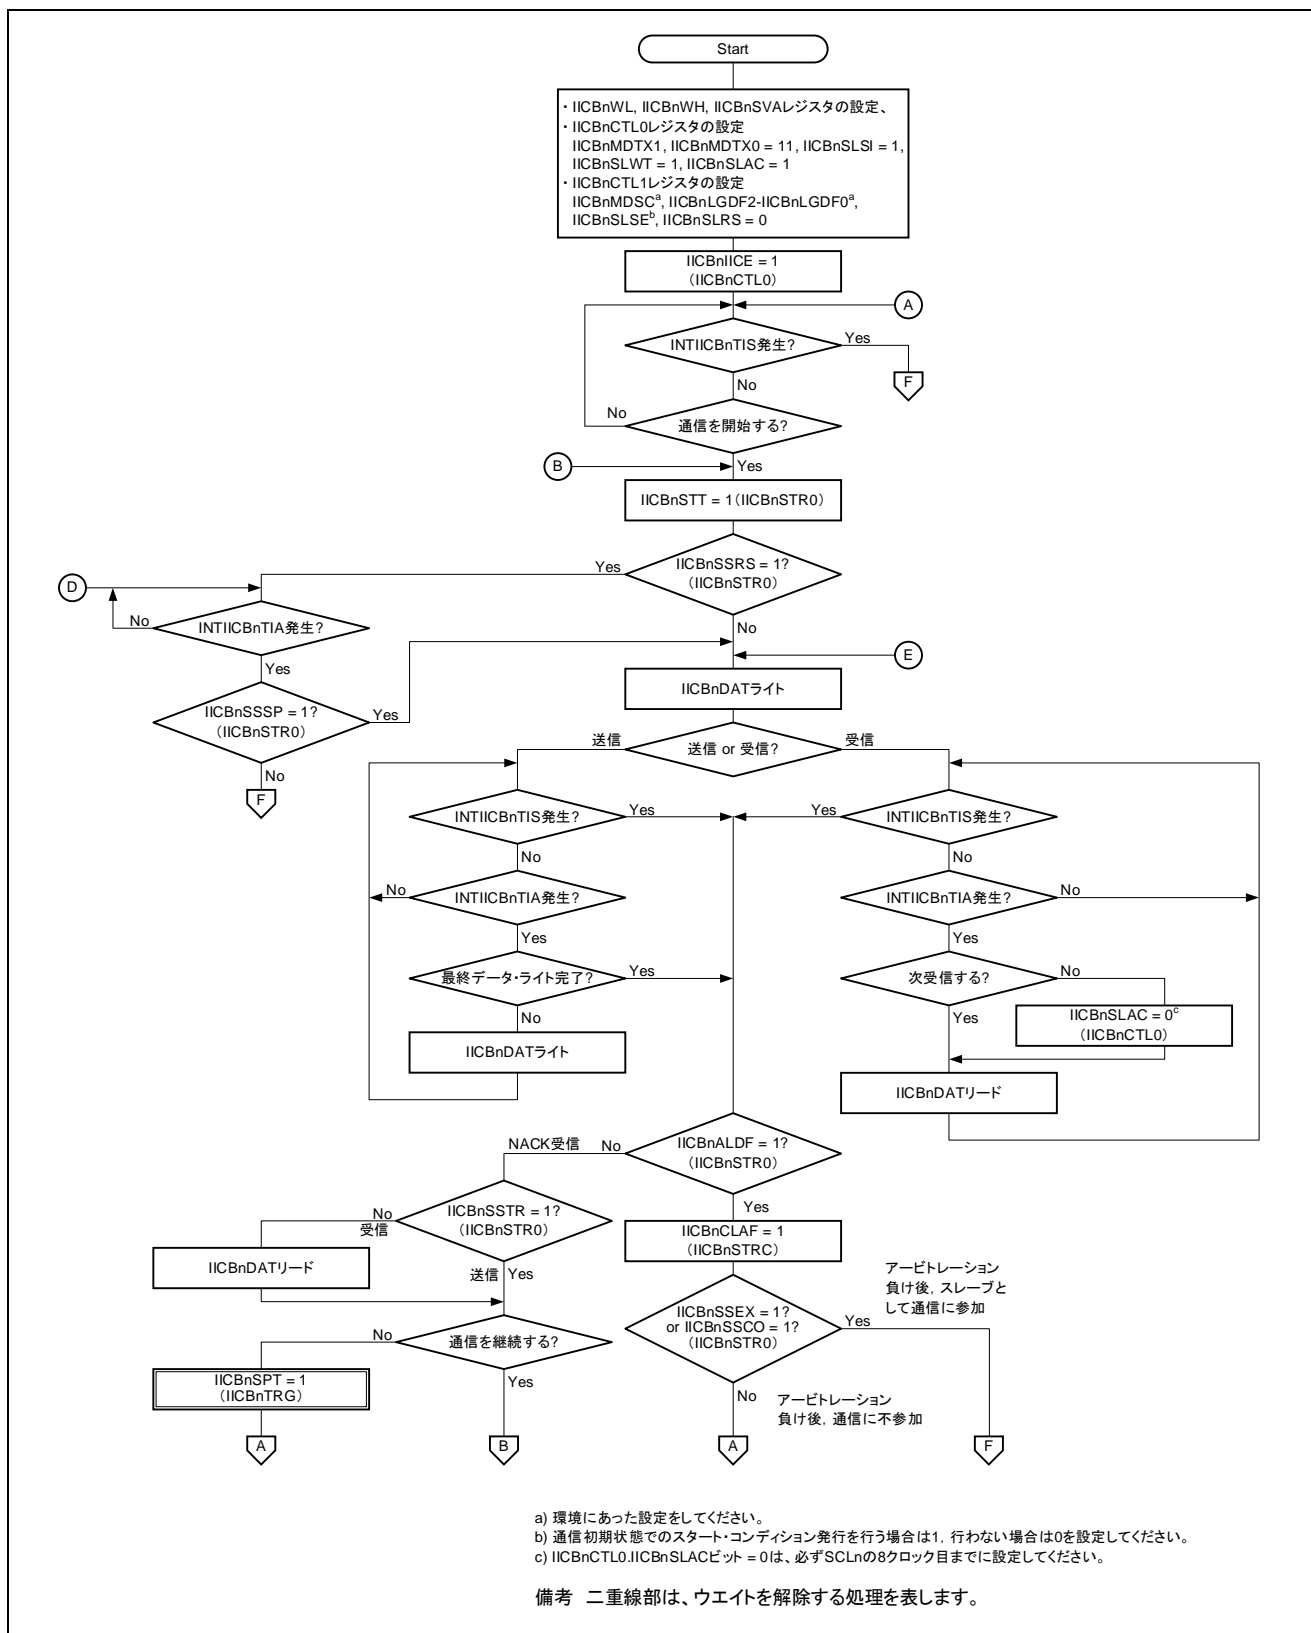 Start
・IICBnWL, IICBnWH, IICBnSVAレジスタの設定、
・IICBnCTL0レジスタの設定
IICBnMDTX1, IICBnMDTX0 = 11, IICBnSLSI = 1,
IICBnSLWT = 1, IICBnSLAC = 1
・IICBnCTL1レジスタの設定
IICBnMDSCa, IICBnLGDF2-IICBnLGDF0a,
IICBnSLSEb, IICBnSLRS = 0
IICBnIICE = 1
(IICBnCTL0)
A
INTIICBnTIS発生?
Yes
F
No
通信を開始する?
No
B
Yes
IICBnSTT = 1(IICBnSTR0)
IICBnSSRS = 1?
(IICBnSTR0)
Yes
D
No
INTIICBnTIA発生?
No
Yes
E
IICBnDATライト
IICBnSSSP = 1?
(IICBnSTR0)
Yes
No
F
送信
送信 or 受信?
受信
INTIICBnTIS発生?
Yes
Yes
INTIICBnTIS発生?
No
No
No
INTIICBnTIA発生?
INTIICBnTIA発生?
No
Yes
Yes
最終データ・ライト完了?
Yes
次受信する?
No
No
Yes
IICBnSLAC = 0c
(IICBnCTL0)
IICBnDATライト
IICBnDATリード
NACK受信
No
IICBnALDF = 1?
(IICBnSTR0)
Yes
No
受信
IICBnSSTR = 1?
(IICBnSTR0)
IICBnCLAF = 1
(IICBnSTRC)
IICBnDATリード
送信
Yes
アービトレーション
負け後, スレーブと
して通信に参加
IICBnSSEX = 1?
or IICBnSSCO = 1?
(IICBnSTR0)
Yes
No
通信を継続する?
Yes
IICBnSPT = 1
(IICBnTRG)
No
アービトレーション
負け後, 通信に不参加
A
B
A
F
a) 環境にあった設定をしてください。
b) 通信初期状態でのスタート・コンディション発行を行う場合は1, 行わない場合は0を設定してください。
c) IICBnCTL0.IICBnSLACビット = 0は、必ずSCLnの8クロック目までに設定してください。
備考 二重線部は、ウエイトを解除する処理を表します。